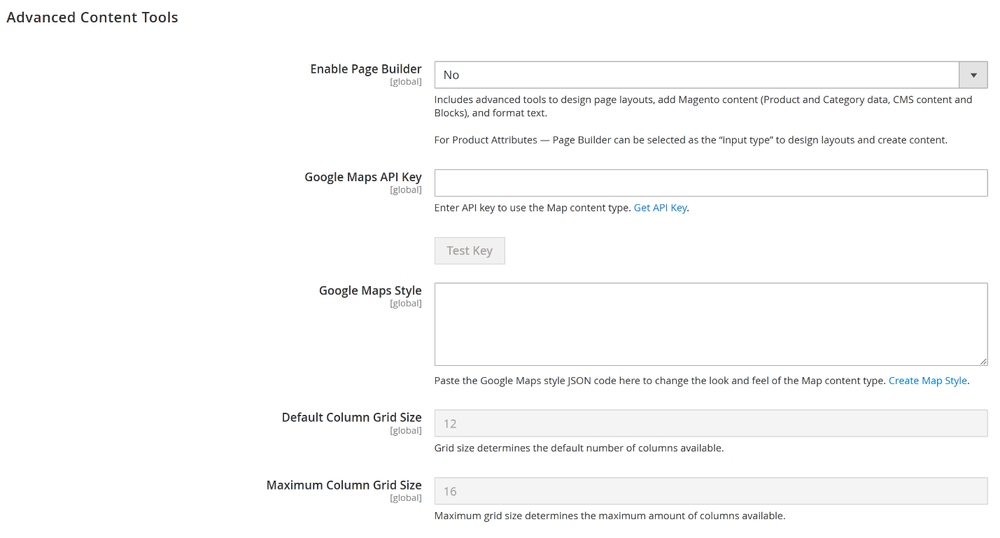 Advanced Content Tools
Enable Page Builder
[global]
No
Includes advanced tools to design page layouts, add Magento content (Product and Category data, CMS content and
Blocks), and format text.
For Product Attributes — Page Builder can be selected as the “input type” to design layouts and create content.
Google Maps API Key
[global]
Enter API key to use the Map content type. Get API Key.
Test Key
Google Maps Style
[global]
Paste the Google Maps style JSON code here to change the look and feel of the Map content type. Create Map Style.
Default Column Grid Size
[global]
12
Grid size determines the default number of columns available.
Maximum Column Grid Size
[global]
16
Maximum grid size determines the maximum amount of columns available.